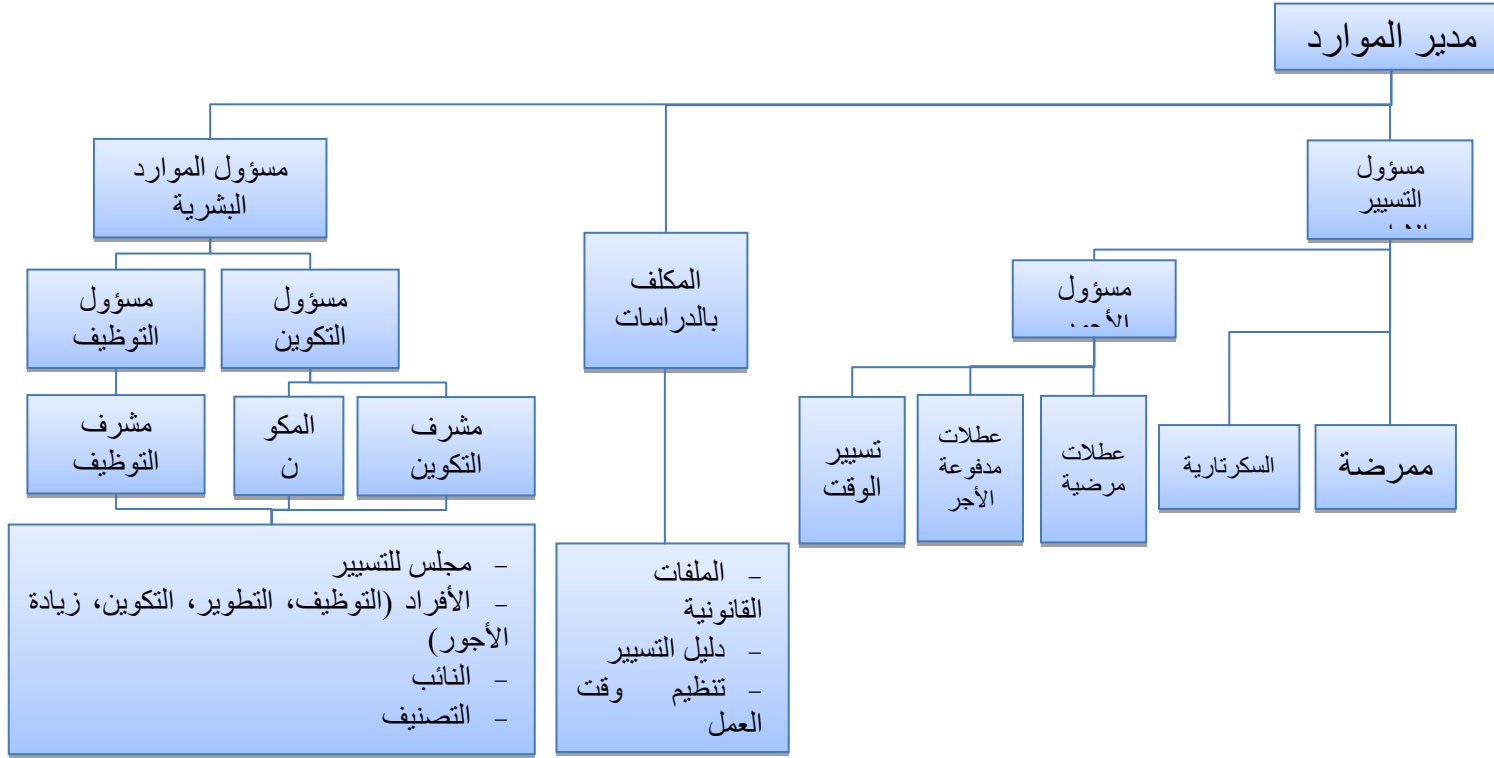 مدير الموارد
مسؤول
التسيير
مسؤول الموارد
البشرية
المكلف
بالدراسات
مسؤول
مسؤول
التكوين
مسؤول
التوظيف
ممرضة
السكرتارية
عطلات
مرضية
عطلات
مدفوعة
الأجر
تسيير
الوقت
مشرف
التكوين
المكو
ن
مشرف
التوظيف
- الملفات
القانونية
- دليل التسيير
- تنظيم وقت
العمل
- مجلس للتسيير
- الأفراد (التوظيف، التطوير، التكوين، زيادة
الأجور)
- النائب
- التصنيف